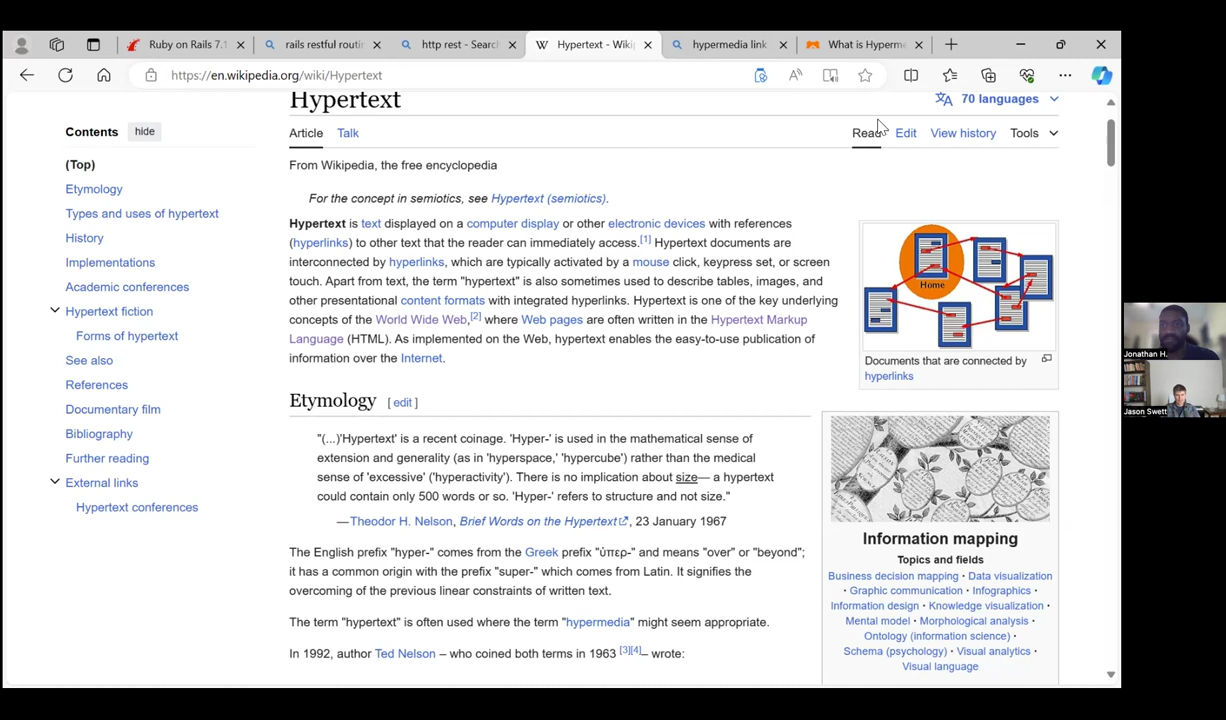 Ruby on Rails 7.1
rails restful routin
http rest - Search
W Hypertext - Wiki
hypermedia link
What is Hyperme
https://en.wikipedia.org/wiki/Hypertext
Hypertext
70 languages
Contents hide
(Top)
Etymology
Types and uses of hypertext
History
Implementations
Academic conferences
Hypertext fiction
Forms of hypertext
See also
References
Documentary film
Bibliography
Further reading
External links
Hypertext conferences
Article Talk
Read Edit View history Tools
From Wikipedia, the free encyclopedia
For the concept in semiotics, see Hypertext (semiotics).
Hypertext is text displayed on a computer display or other electronic devices with references
(hyperlinks) to other text that the reader can immediately access.[1] Hypertext documents are
interconnected by hyperlinks, which are typically activated by a mouse click, keypress set, or screen
touch. Apart from text, the term "hypertext" is also sometimes used to describe tables, images, and
other presentational content formats with integrated hyperlinks. Hypertext is one of the key underlying
concepts of the World Wide Web,[2] where Web pages are often written in the Hypertext Markup
Language (HTML). As implemented on the Web, hypertext enables the easy-to-use publication of
information over the Internet.
Home
Documents that are connected by
hyperlinks
Etymology [ edit ]
"(...)'Hypertext' is a recent coinage. 'Hyper-' is used in the mathematical sense of
extension and generality (as in 'hyperspace,' 'hypercube') rather than the medical
sense of 'excessive' ('hyperactivity'). There is no implication about size— a hypertext
could contain only 500 words or so. 'Hyper-' refers to structure and not size."
—Theodor H. Nelson, Brief Words on the Hypertext, 23 January 1967
The English prefix "hyper-" comes from the Greek prefix "ὑπερ-" and means "over" or "beyond";
it has a common origin with the prefix "super-" which comes from Latin. It signifies the
overcoming of the previous linear constraints of written text.
The term "hypertext" is often used where the term "hypermedia" might seem appropriate.
In 1992, author Ted Nelson – who coined both terms in 1963 [3][4]– wrote:
Information mapping
Topics and fields
Business decision mapping · Data visualization
· Graphic communication · Infographics ·
Information design · Knowledge visualization ·
Mental model · Morphological analysis ·
Ontology (information science) ·
Schema (psychology) · Visual analytics ·
Visual language
Jonathan H.
Jason Swett